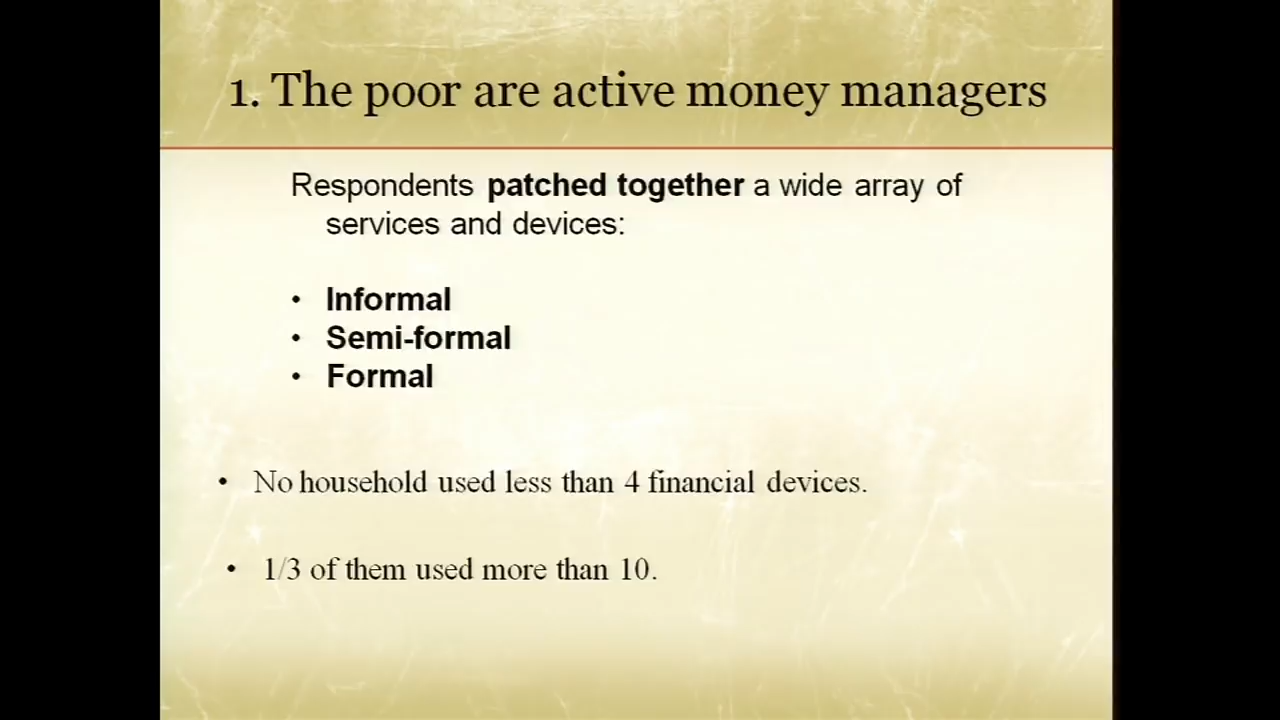 1. The poor are active money managers
Respondents patched together a wide array of
services and devices:
• Informal
• Semi-formal
• Formal
• No household used less than 4 financial devices.
• 1/3 of them used more than 10.